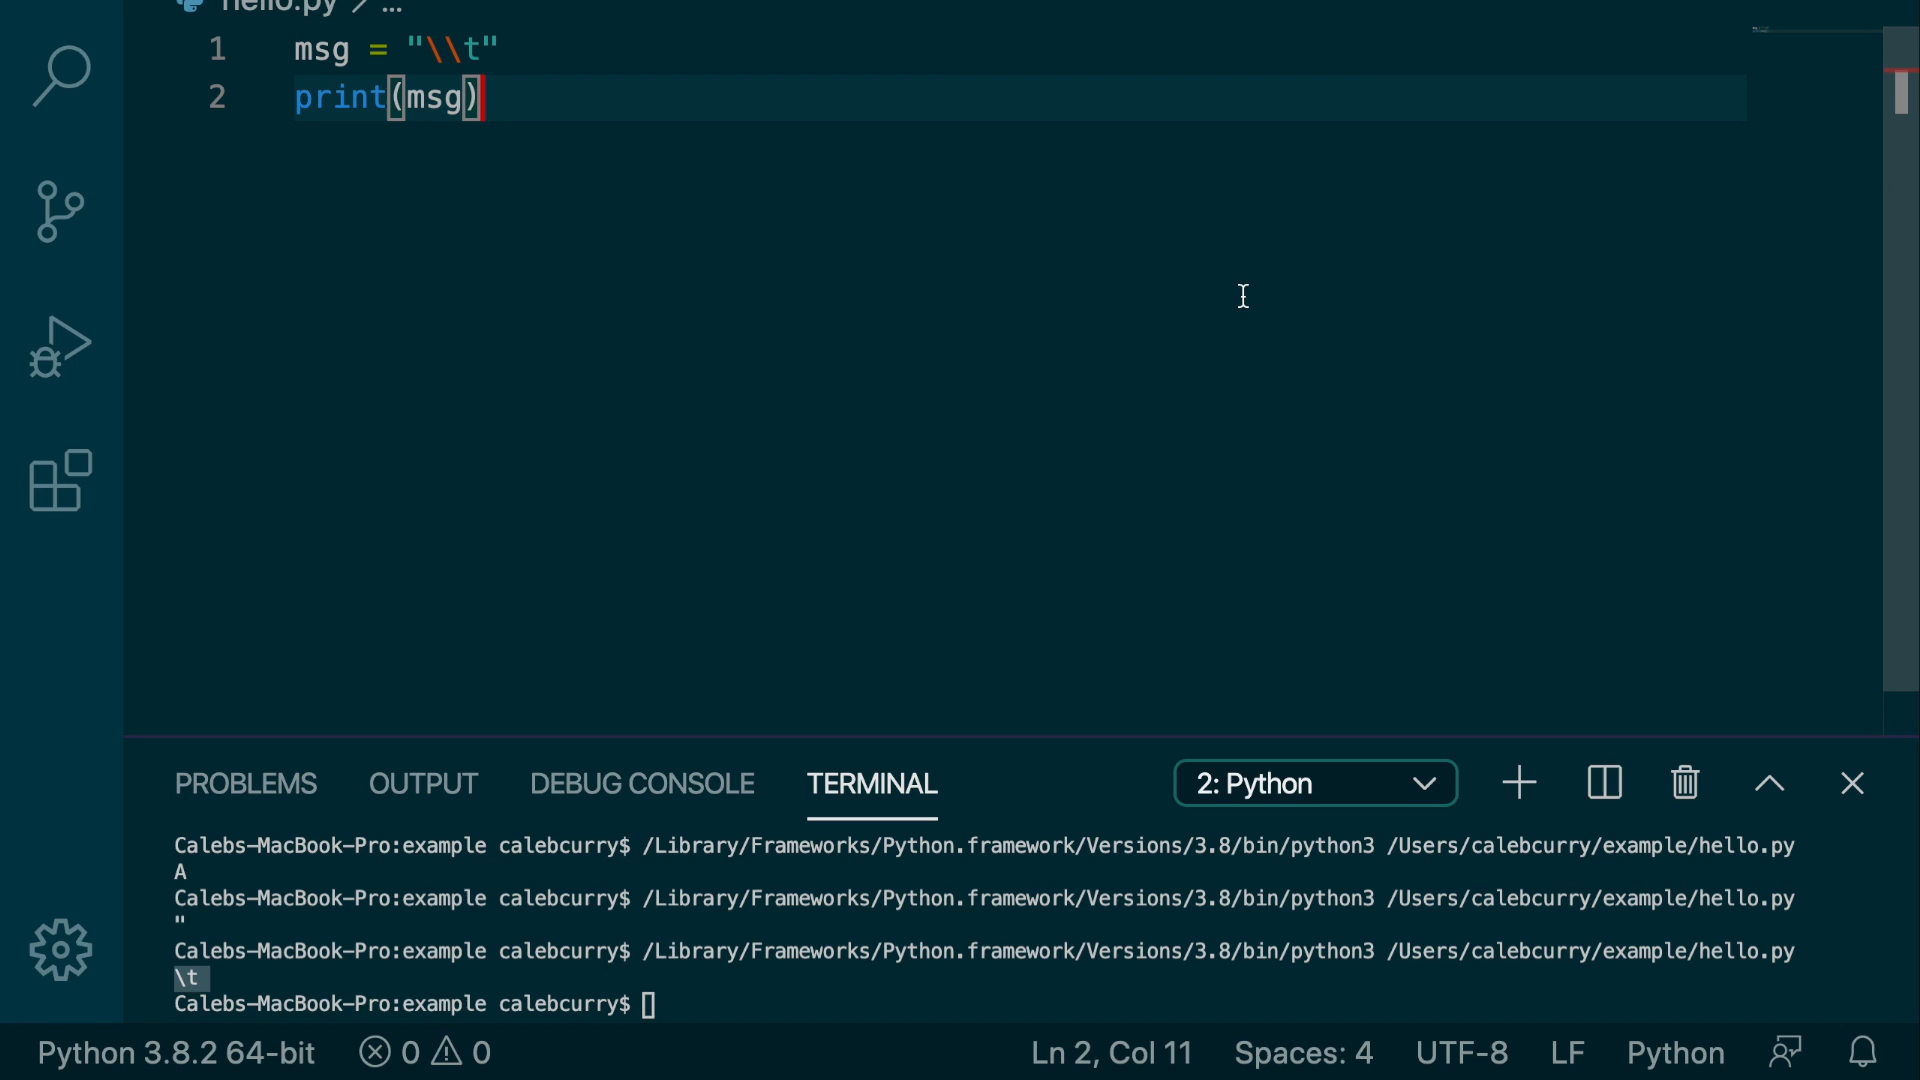 hello.py > ...
1 msg = "\\t"
2 print(msg)
PROBLEMS OUTPUT DEBUG CONSOLE TERMINAL 2: Python
Calebs-MacBook-Pro:example calebcurry$ /Library/Frameworks/Python.framework/Versions/3.8/bin/python3 /Users/calebcurry/example/hello.py
A
Calebs-MacBook-Pro:example calebcurry$ /Library/Frameworks/Python.framework/Versions/3.8/bin/python3 /Users/calebcurry/example/hello.py
"
Calebs-MacBook-Pro:example calebcurry$ /Library/Frameworks/Python.framework/Versions/3.8/bin/python3 /Users/calebcurry/example/hello.py
\t
Calebs-MacBook-Pro:example calebcurry$
Python 3.8.2 64-bit 0 0 Ln 2, Col 11 Spaces: 4 UTF-8 LF Python